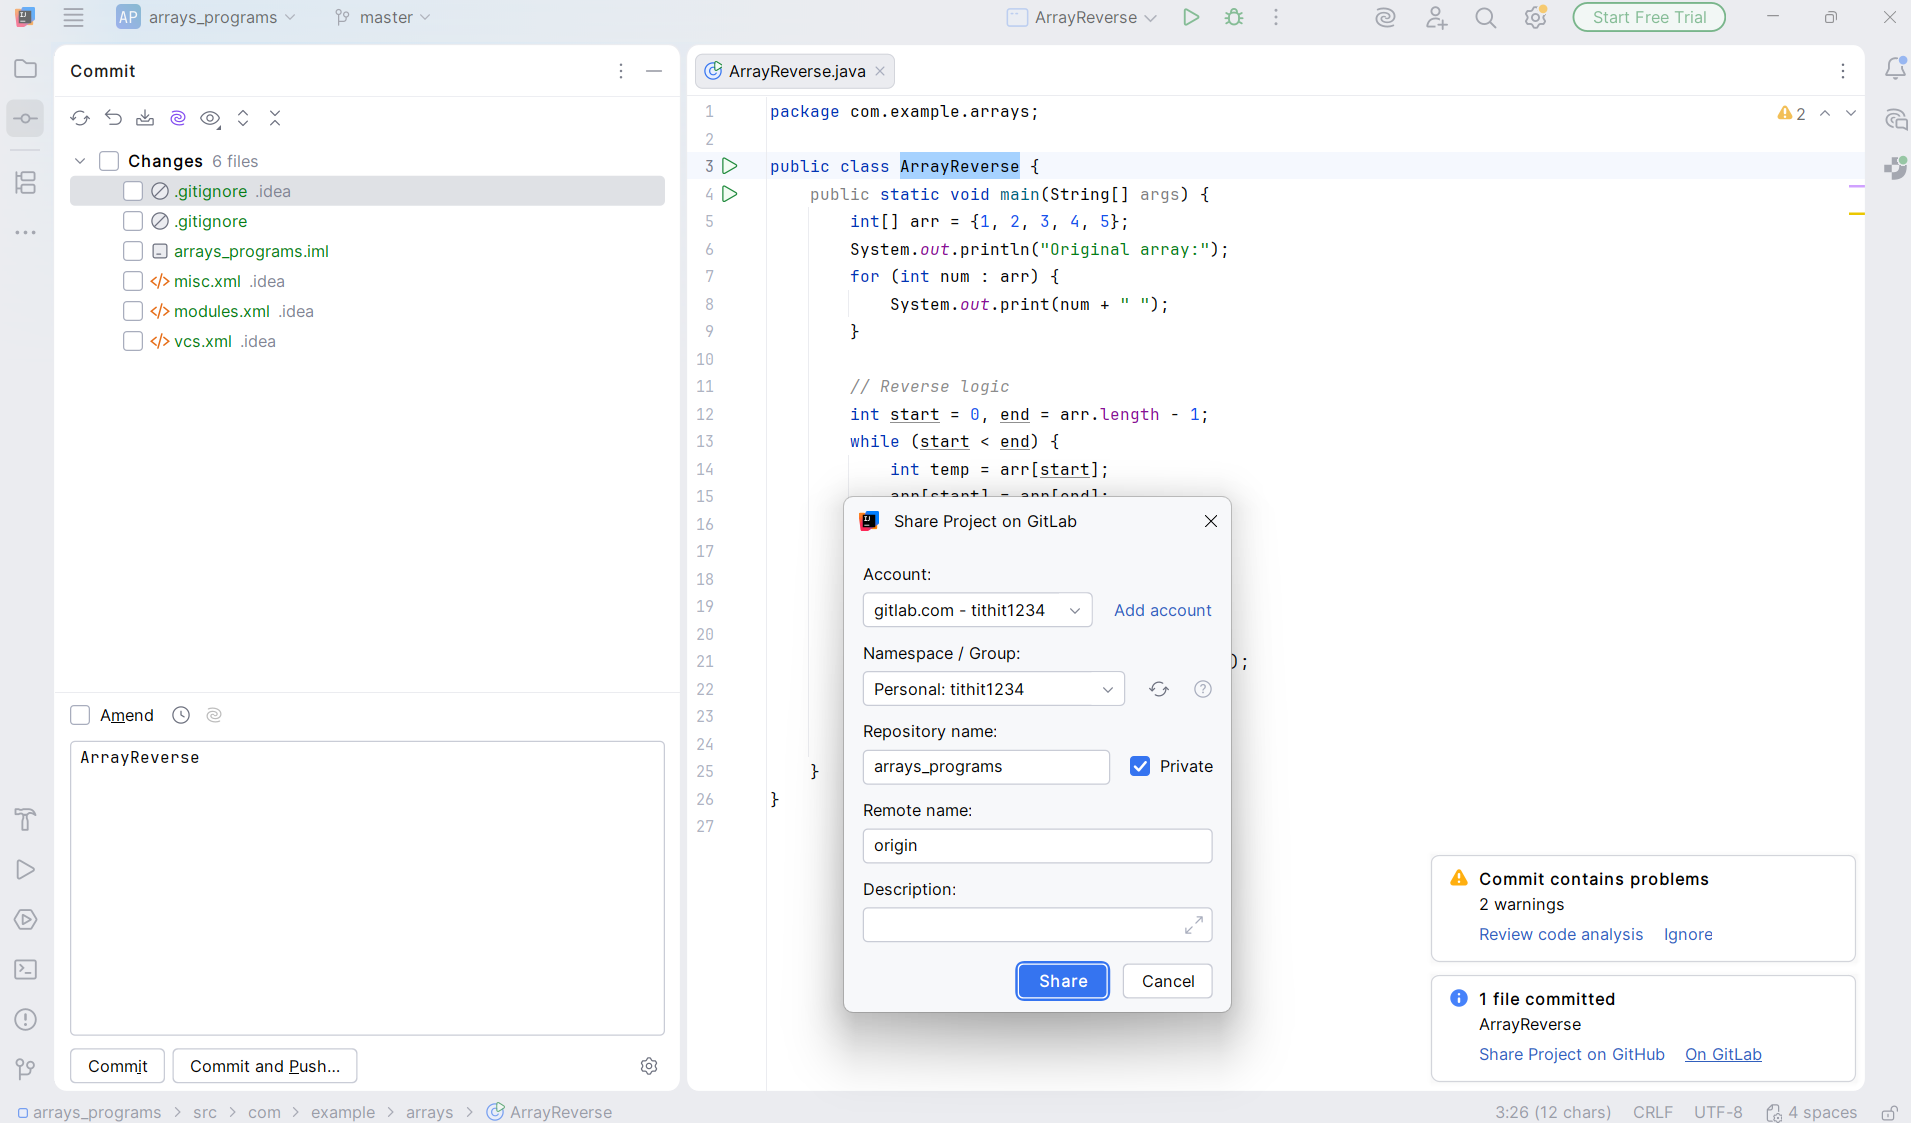 AP arrays_programs master ArrayReverse Start Free Trial
Commit
Changes 6 files
.gitignore .idea
.gitignore
arrays_programs.iml
misc.xml .idea
modules.xml .idea
vcs.xml .idea
Amend
ArrayReverse
Commit Commit and Push...
ArrayReverse.java
2
1 package com.example.arrays;
2
3 public class ArrayReverse {
4 public static void main(String[] args) {
5 int[] arr = {1, 2, 3, 4, 5};
6 System.out.println("Original array:");
7 for (int num : arr) {
8 System.out.print(num + " ");
9 }
10
11 // Reverse logic
12 int start = 0, end = arr.length - 1;
13 while (start < end) {
14 int temp = arr[start];
15 arr[start] = arr[end];
16
17
18
19
20
21 );
22
23
24
25 }
26 }
27
Share Project on GitLab
Account:
gitlab.com - tithit1234 Add account
Namespace / Group:
Personal: tithit1234
Repository name:
arrays_programs Private
Remote name:
origin
Description:
Share Cancel
Commit contains problems
2 warnings
Review code analysis Ignore
1 file committed
ArrayReverse
Share Project on GitHub On GitLab
arrays_programs > src > com > example > arrays > ArrayReverse 3:26 (12 chars) CRLF UTF-8 4 spaces